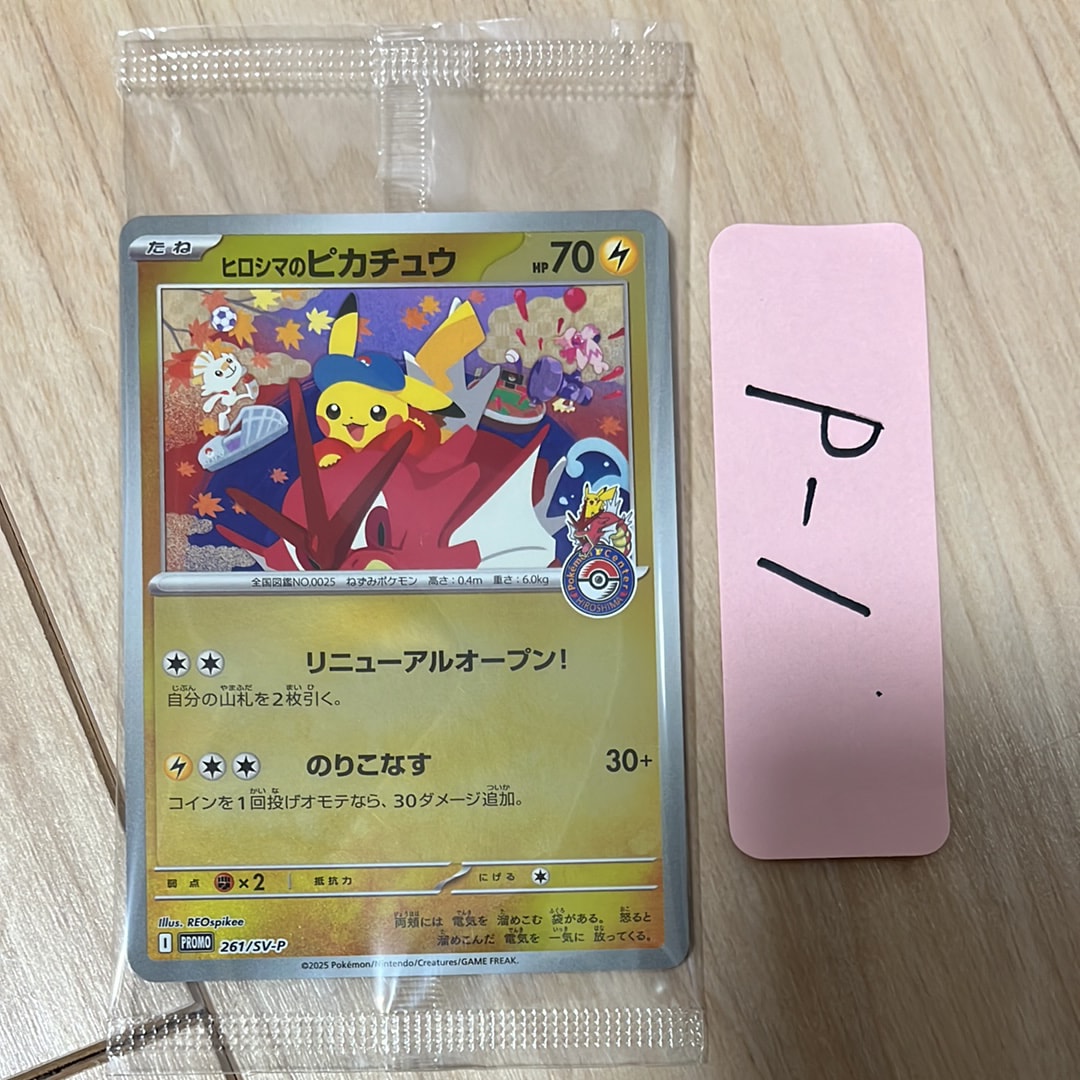 たね
ヒロシマのピカチュウ
HP 70
Pokémon Center
HIROSHIMA
全国図鑑NO.0025 ねずみポケモン 高さ:0.4m 重さ:6.0kg
リニューアルオープン!
自分の山札を2枚引く。
のりこなす 30+
コインを1回投げオモテなら、30ダメージ追加。
弱点 ×2 抵抗力 にげる
Illus. REOspikee
両頬には 電気を 溜めこむ 袋がある。 怒ると
溜めこんだ 電気を 一気に 放ってくる。
I PROMO 261/SV-P
©2025 Pokémon/Nintendo/Creatures/GAME FREAK.
P-1